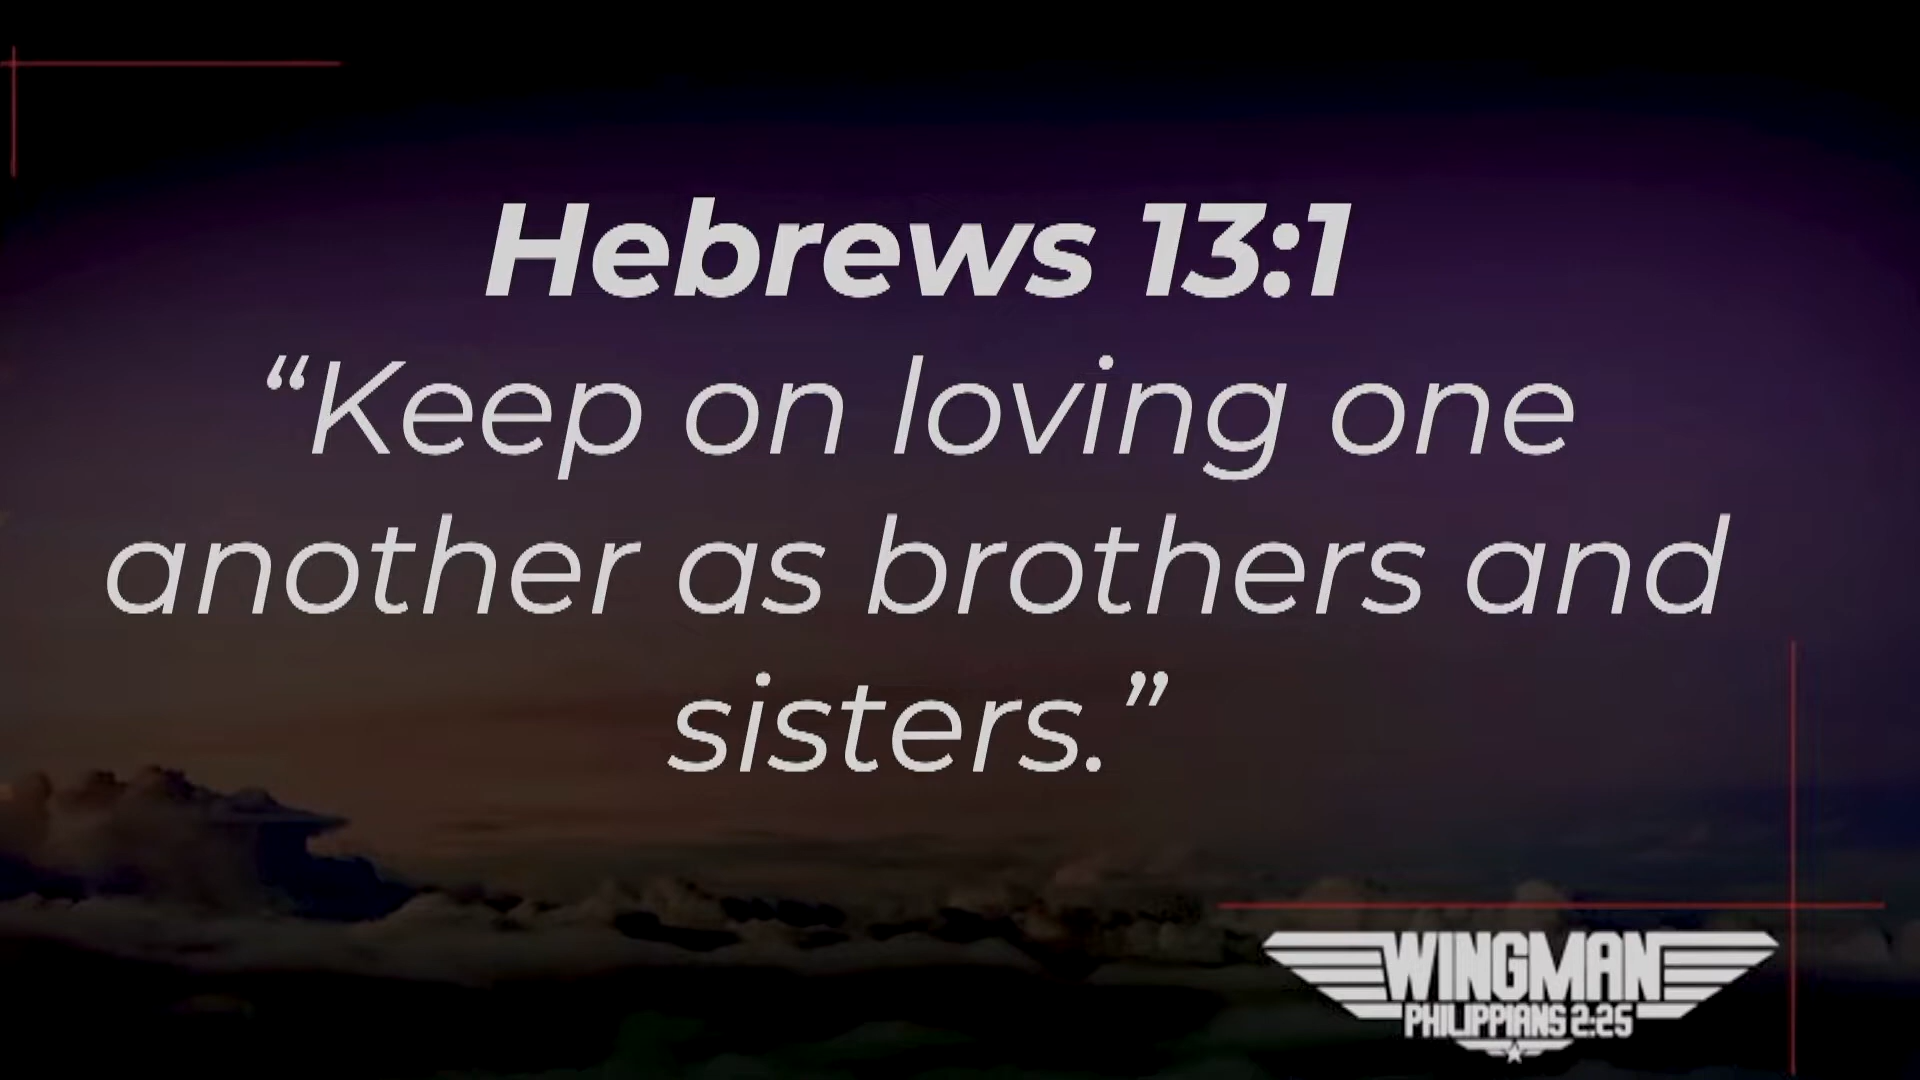 Hebrews 13:1
“Keep on loving one
another as brothers and
sisters.”
WINGMAN
PHILIPPIANS 2:25